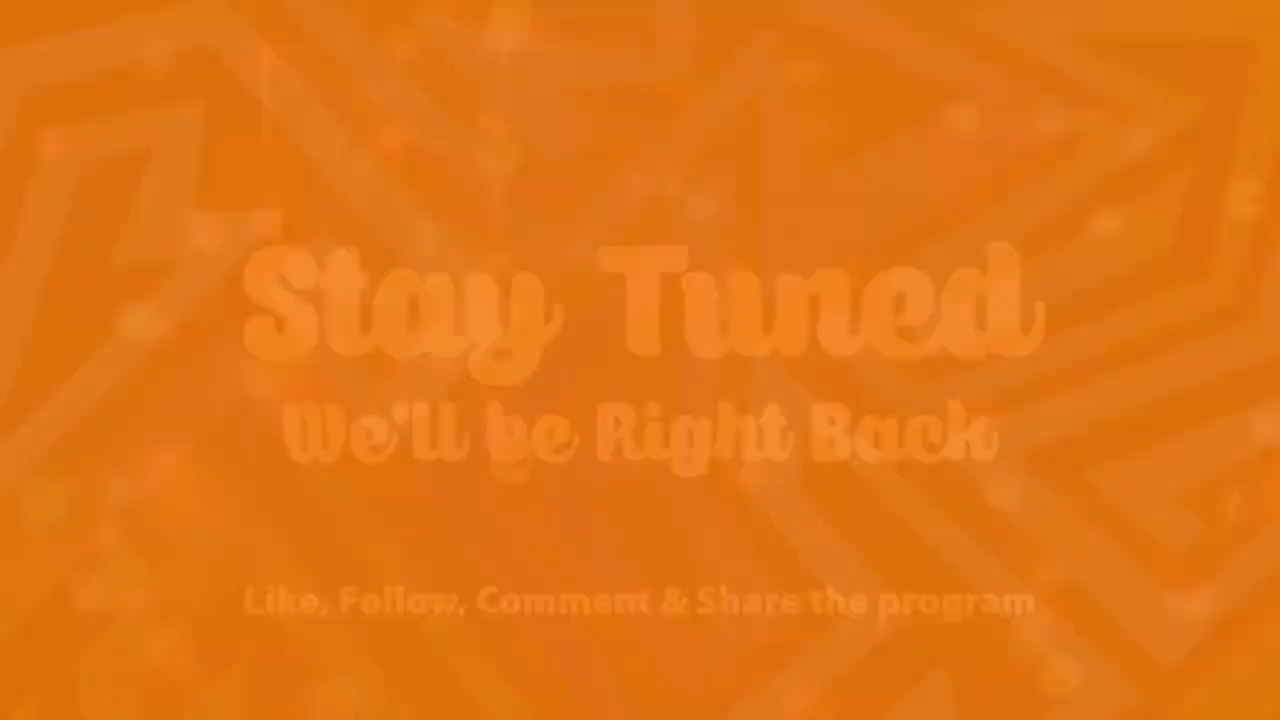 Stay Tuned
We'll be Right Back
Like, Follow, Comment & Share the program